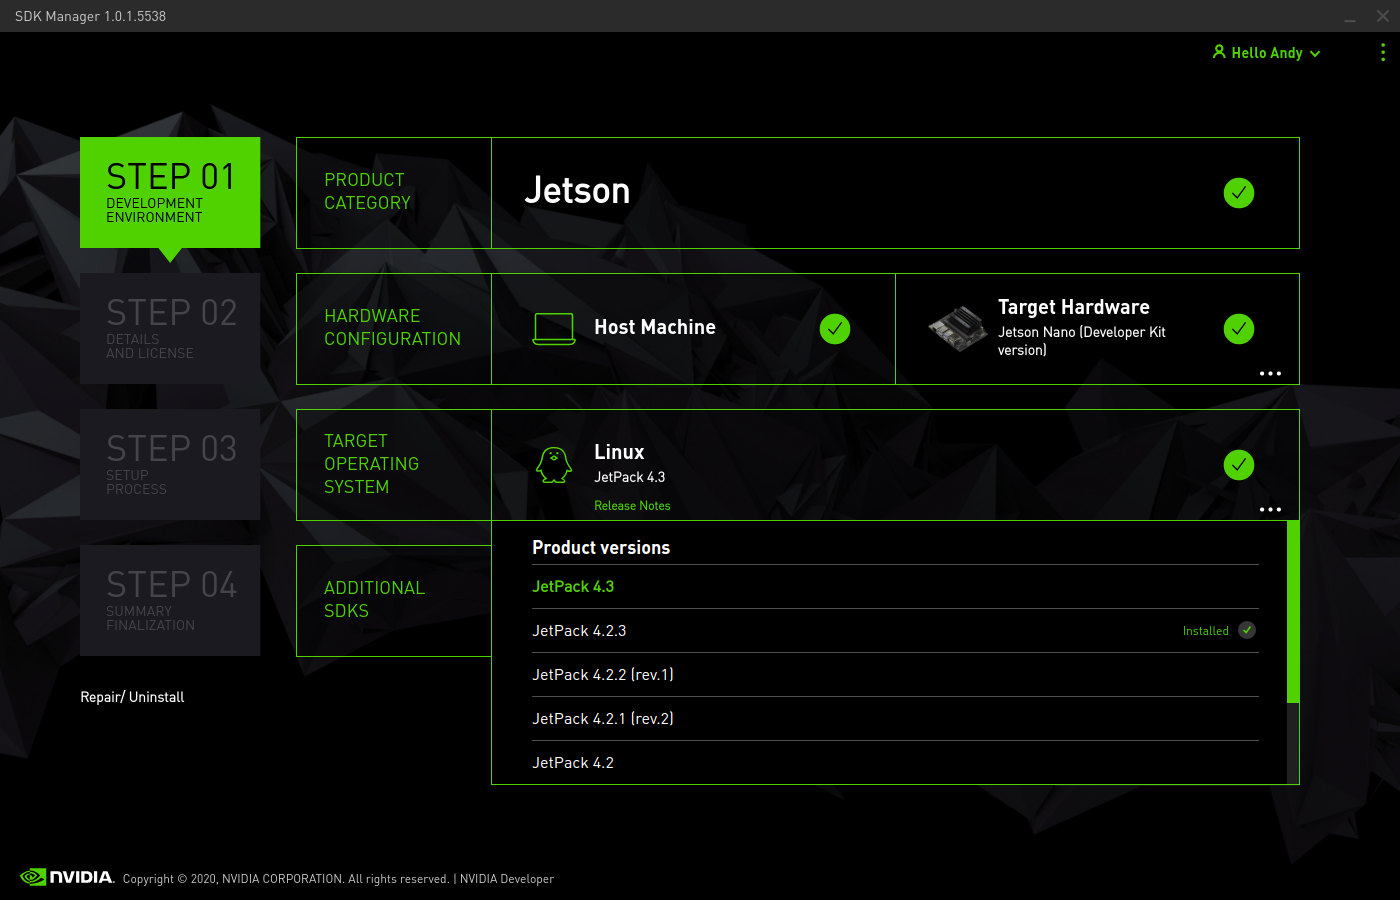 SDK Manager 1.0.1.5538
Hello Andy
STEP 01
DEVELOPMENT
ENVIRONMENT
PRODUCT
CATEGORY
Jetson
STEP 02
DETAILS
AND LICENSE
HARDWARE
CONFIGURATION
Host Machine
Target Hardware
Jetson Nano (Developer Kit
version)
STEP 03
SETUP
PROCESS
TARGET
OPERATING
SYSTEM
Linux
JetPack 4.3
Release Notes
STEP 04
SUMMARY
FINALIZATION
ADDITIONAL
SDKS
Product versions
JetPack 4.3
JetPack 4.2.3 Installed
JetPack 4.2.2 (rev.1)
JetPack 4.2.1 (rev.2)
JetPack 4.2
Repair/ Uninstall
NVIDIA. Copyright © 2020, NVIDIA CORPORATION. All rights reserved. | NVIDIA Developer